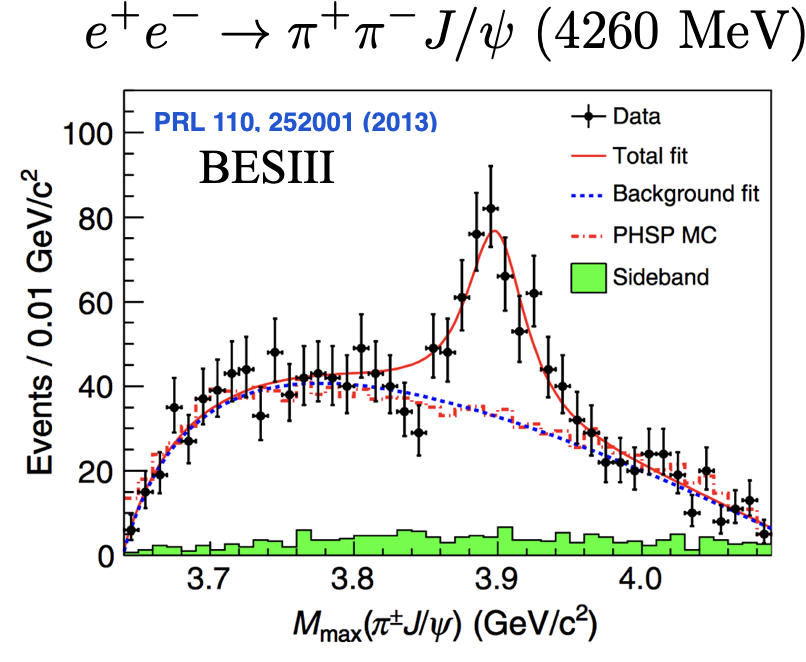 e⁺e⁻ → π⁺π⁻ J/ψ (4260 MeV)
PRL 110, 252001 (2013)
BESIII
Data
Total fit
Background fit
PHSP MC
Sideband
Events / 0.01 GeV/c²
100
80
60
40
20
0
3.7 3.8 3.9 4.0
M_max(π±J/ψ) (GeV/c²)